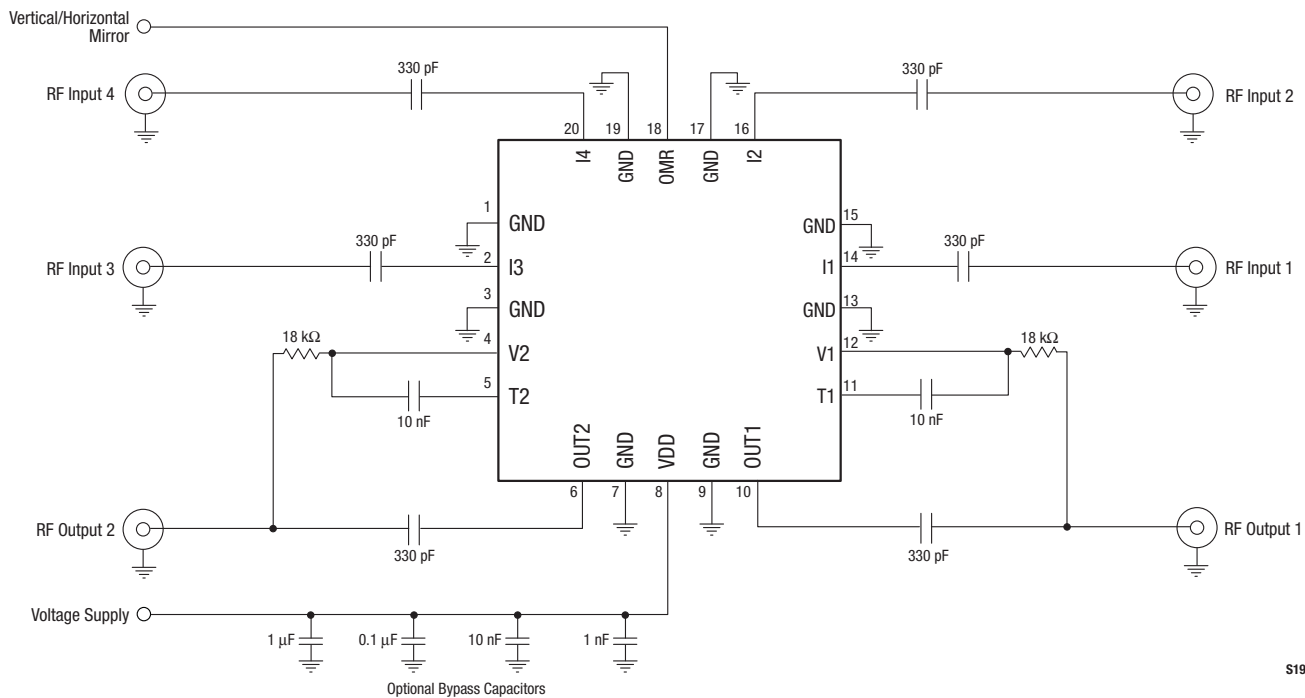 Vertical/Horizontal
Mirror
330 pF
330 pF
RF Input 4
RF Input 2
20
19
18
17
16
I4
GND
OMR
GND
I2
1
GND
15
GND
330 pF
330 pF
RF Input 3
2
I3
14
I1
RF Input 1
3
GND
13
GND
18 kΩ
4
V2
12
V1
18 kΩ
5
T2
11
T1
10 nF
10 nF
OUT2
GND
VDD
GND
OUT1
6
7
8
9
10
RF Output 2
RF Output 1
330 pF
330 pF
Voltage Supply
1 μF
0.1 μF
10 nF
1 nF
Optional Bypass Capacitors
S19